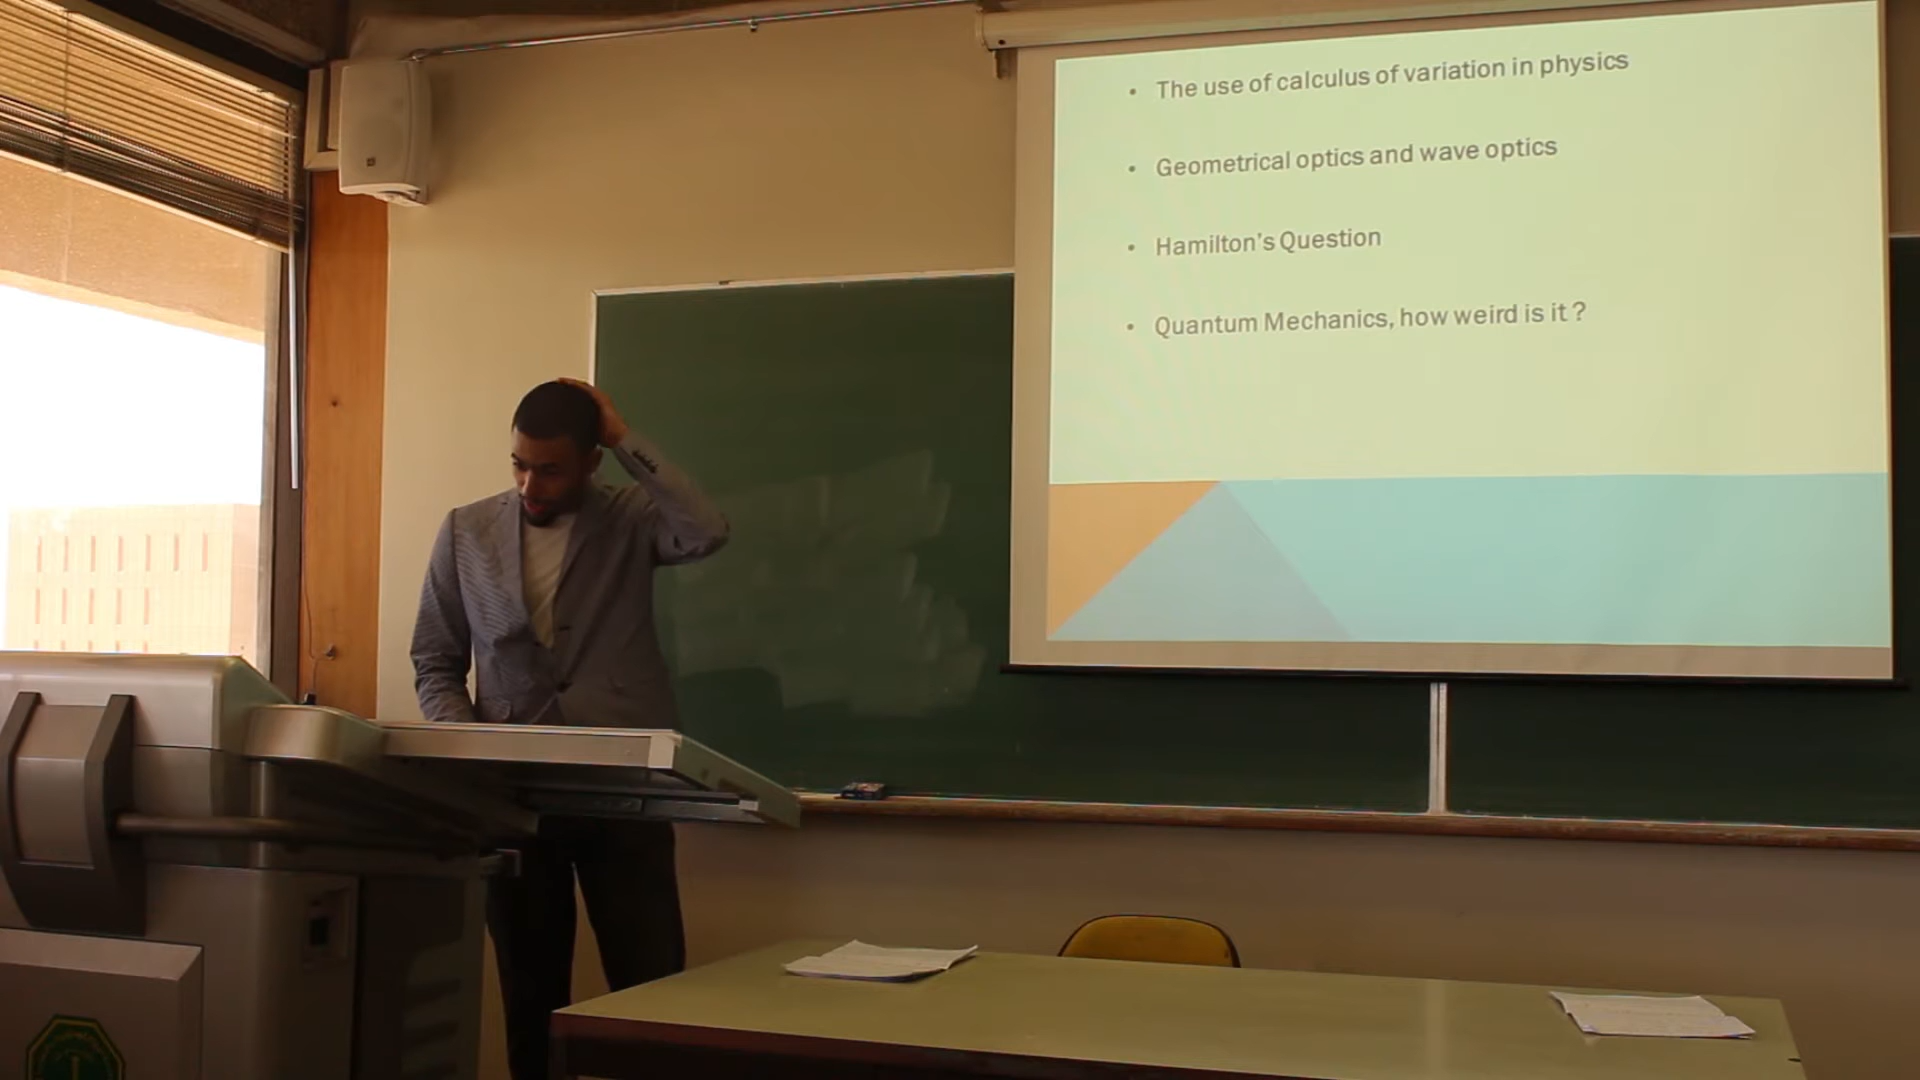 • The use of calculus of variation in physics
• Geometrical optics and wave optics
• Hamilton's Question
• Quantum Mechanics, how weird is it ?